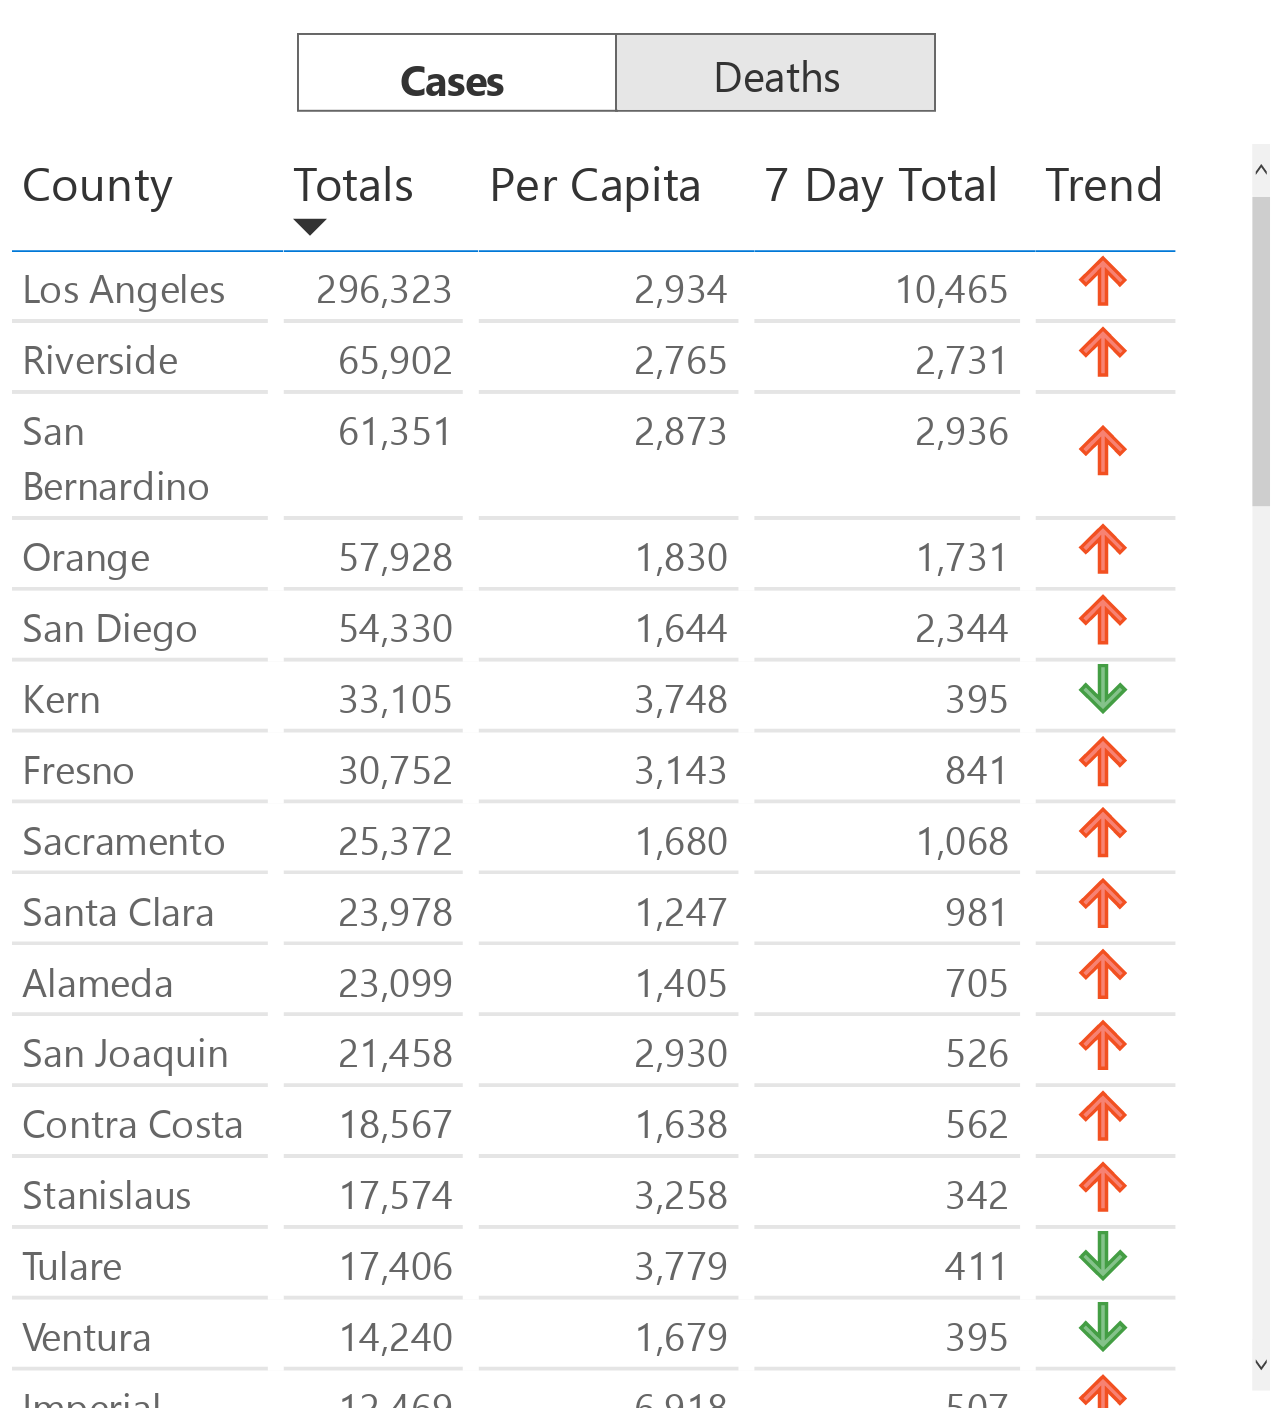 Cases Deaths
County Totals Per Capita 7 Day Total Trend
Los Angeles 296,323 2,934 10,465
Riverside 65,902 2,765 2,731
San 61,351 2,873 2,936
Bernardino
Orange 57,928 1,830 1,731
San Diego 54,330 1,644 2,344
Kern 33,105 3,748 395
Fresno 30,752 3,143 841
Sacramento 25,372 1,680 1,068
Santa Clara 23,978 1,247 981
Alameda 23,099 1,405 705
San Joaquin 21,458 2,930 526
Contra Costa 18,567 1,638 562
Stanislaus 17,574 3,258 342
Tulare 17,406 3,779 411
Ventura 14,240 1,679 395
Imperial 12,469 6,918 507